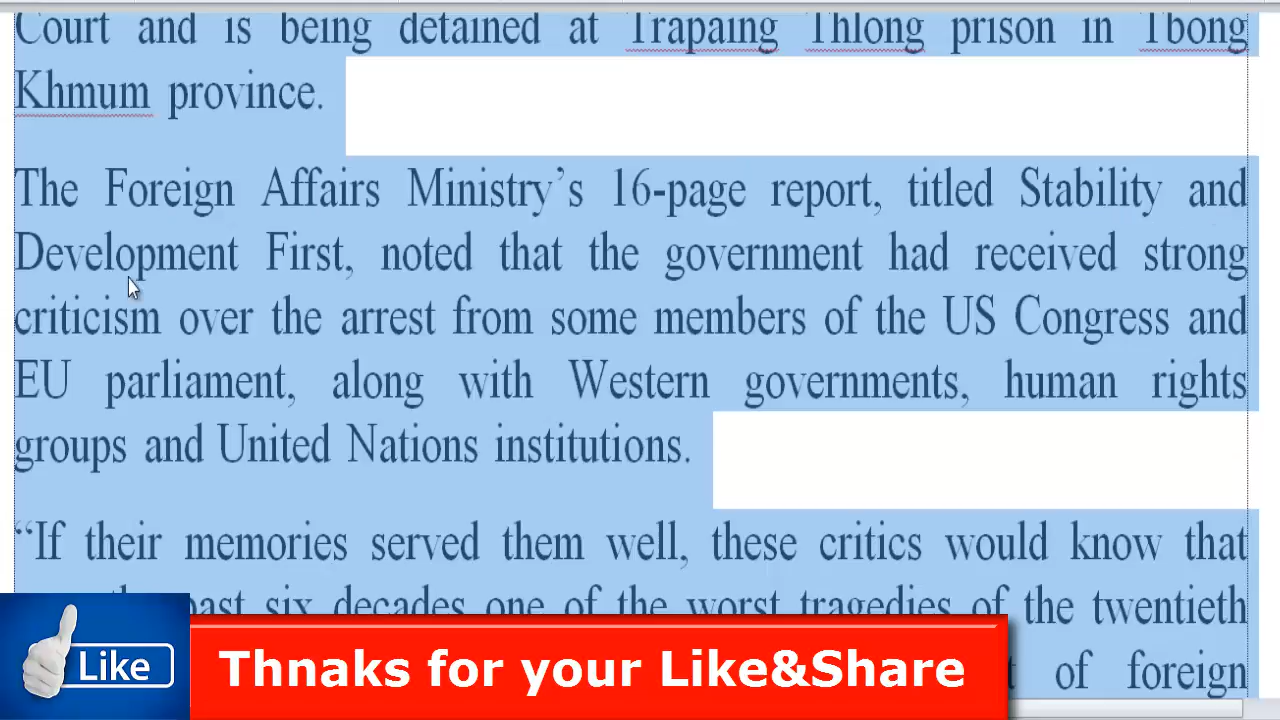 Court and is being detained at Trapaing Thlong prison in Tbong
Khmum province.
The Foreign Affairs Ministry’s 16-page report, titled Stability and
Development First, noted that the government had received strong
criticism over the arrest from some members of the US Congress and
EU parliament, along with Western governments, human rights
groups and United Nations institutions.
“If their memories served them well, these critics would know that
the past six decades one of the worst tragedies of the twentieth
of foreign
Like
Thnaks for your Like&Share